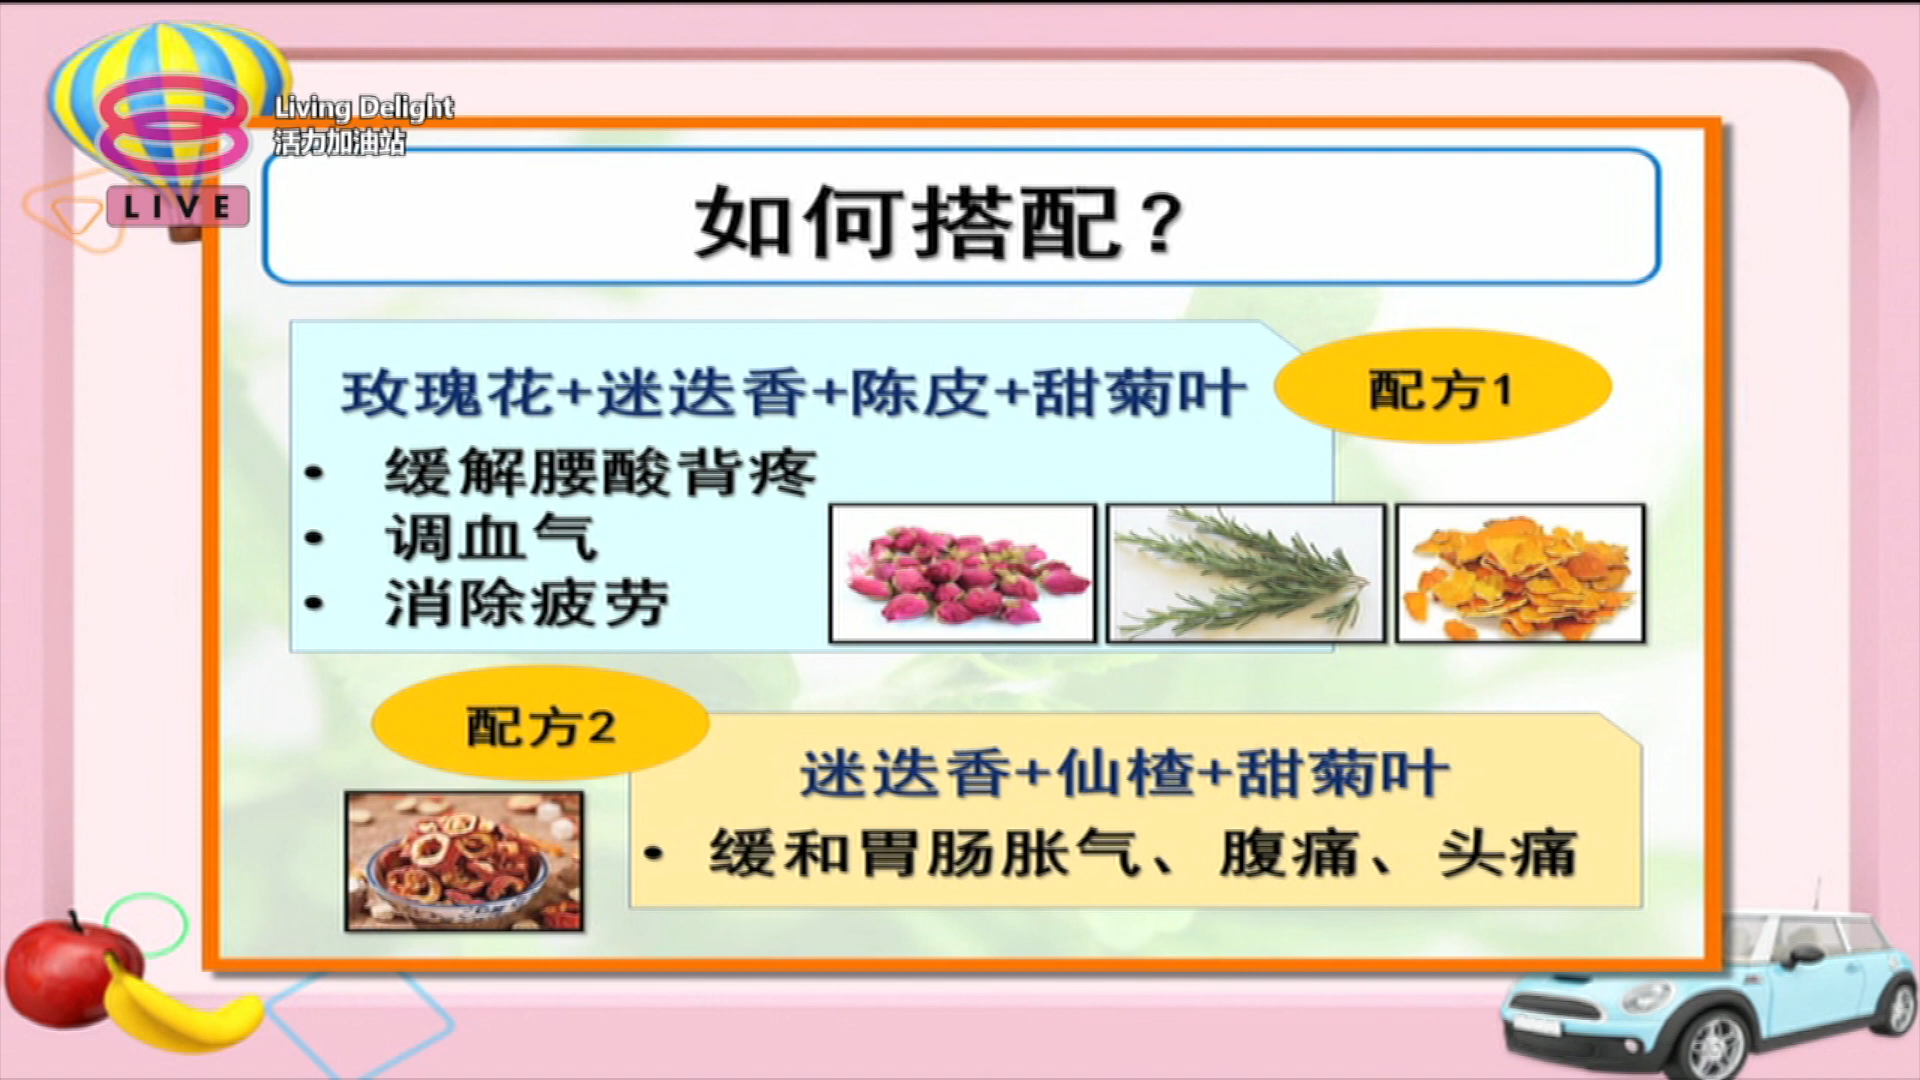 Living Delight
活力加油站
LIVE
如何搭配？
玫瑰花+迷迭香+陈皮+甜菊叶
配方1
• 缓解腰酸背疼
• 调血气
• 消除疲劳
配方2
迷迭香+仙楂+甜菊叶
• 缓和胃肠胀气、腹痛、头痛